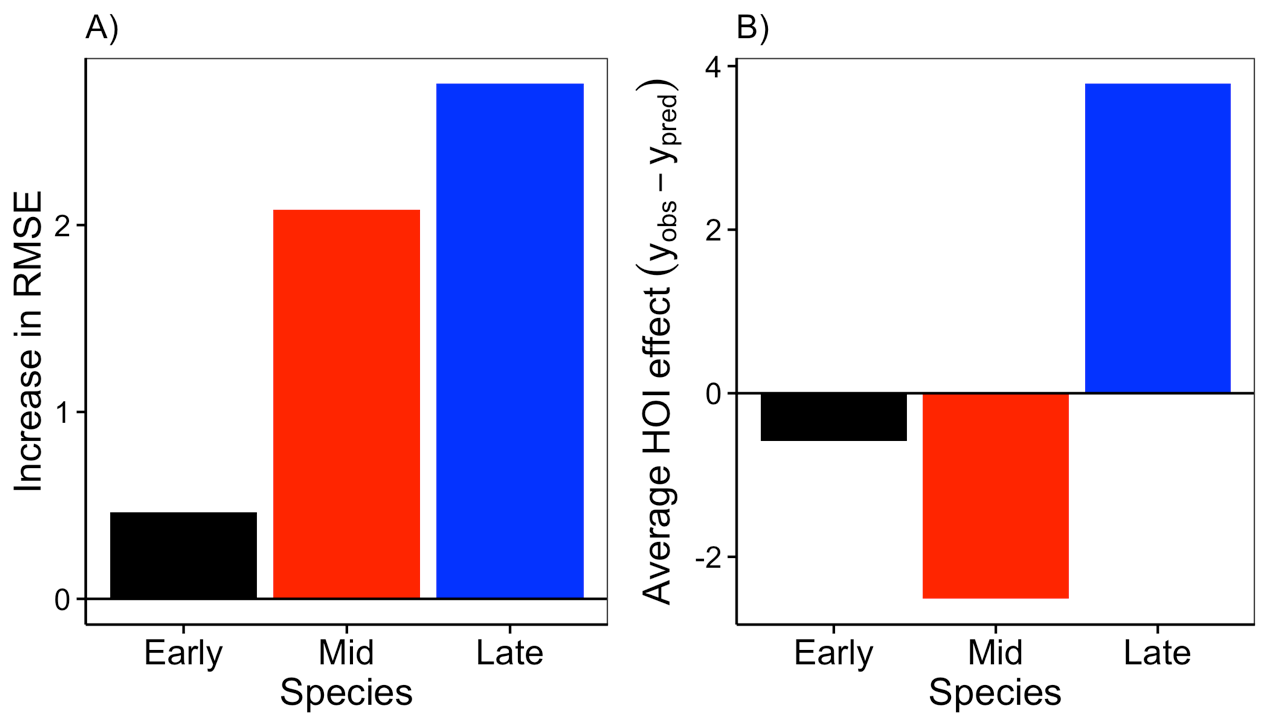 A)
Increase in RMSE
2
1
0
Early Mid Late
Species
B)
Average HOI effect (yobs − ypred)
4
2
0
-2
Early Mid Late
Species